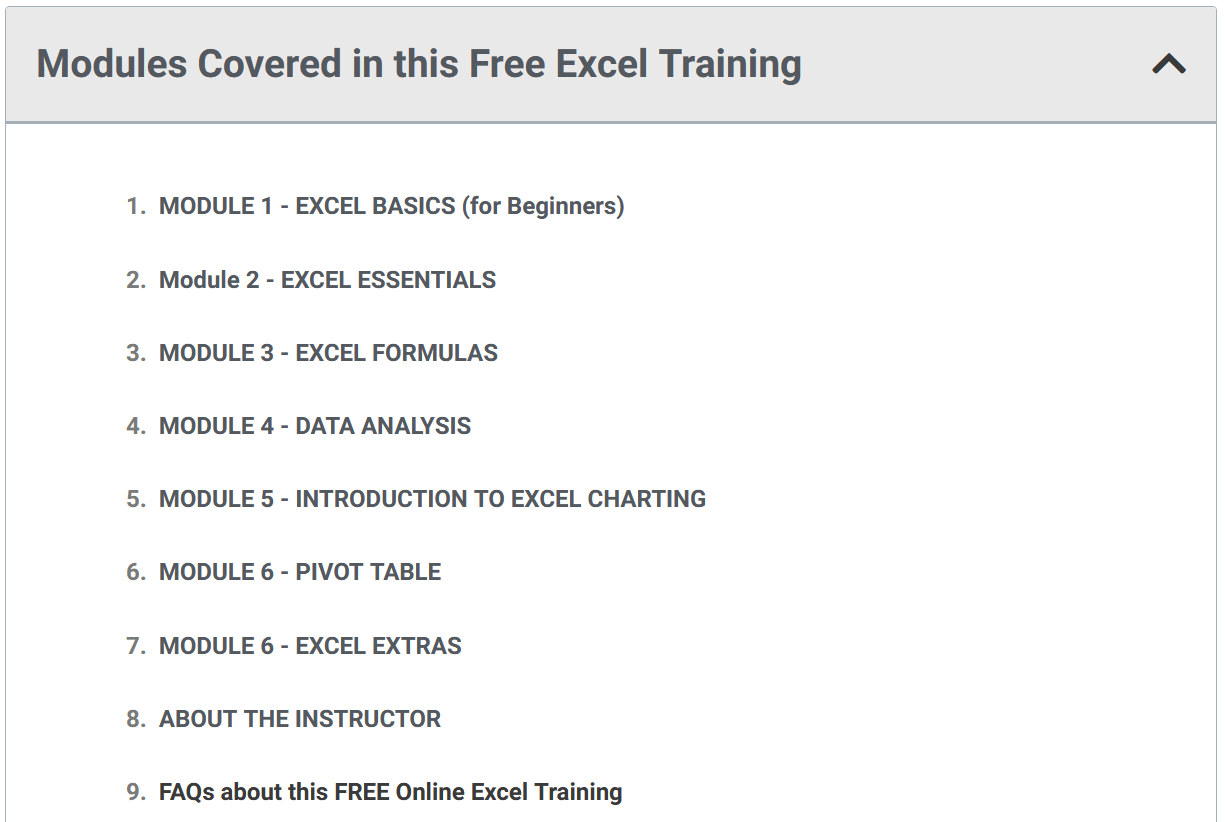 Modules Covered in this Free Excel Training
1. MODULE 1 - EXCEL BASICS (for Beginners)
2. Module 2 - EXCEL ESSENTIALS
3. MODULE 3 - EXCEL FORMULAS
4. MODULE 4 - DATA ANALYSIS
5. MODULE 5 - INTRODUCTION TO EXCEL CHARTING
6. MODULE 6 - PIVOT TABLE
7. MODULE 6 - EXCEL EXTRAS
8. ABOUT THE INSTRUCTOR
9. FAQs about this FREE Online Excel Training